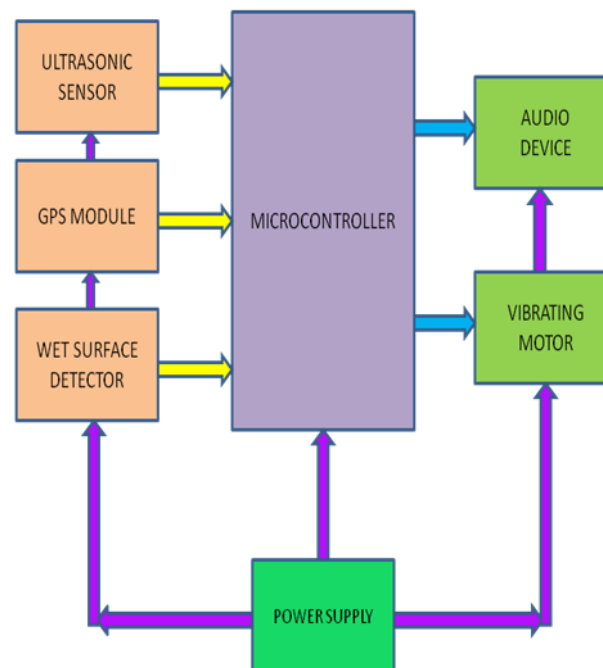 ULTRASONIC
SENSOR
GPS MODULE
WET SURFACE
DETECTOR
MICROCONTROLLER
AUDIO
DEVICE
VIBRATING
MOTOR
POWER SUPPLY